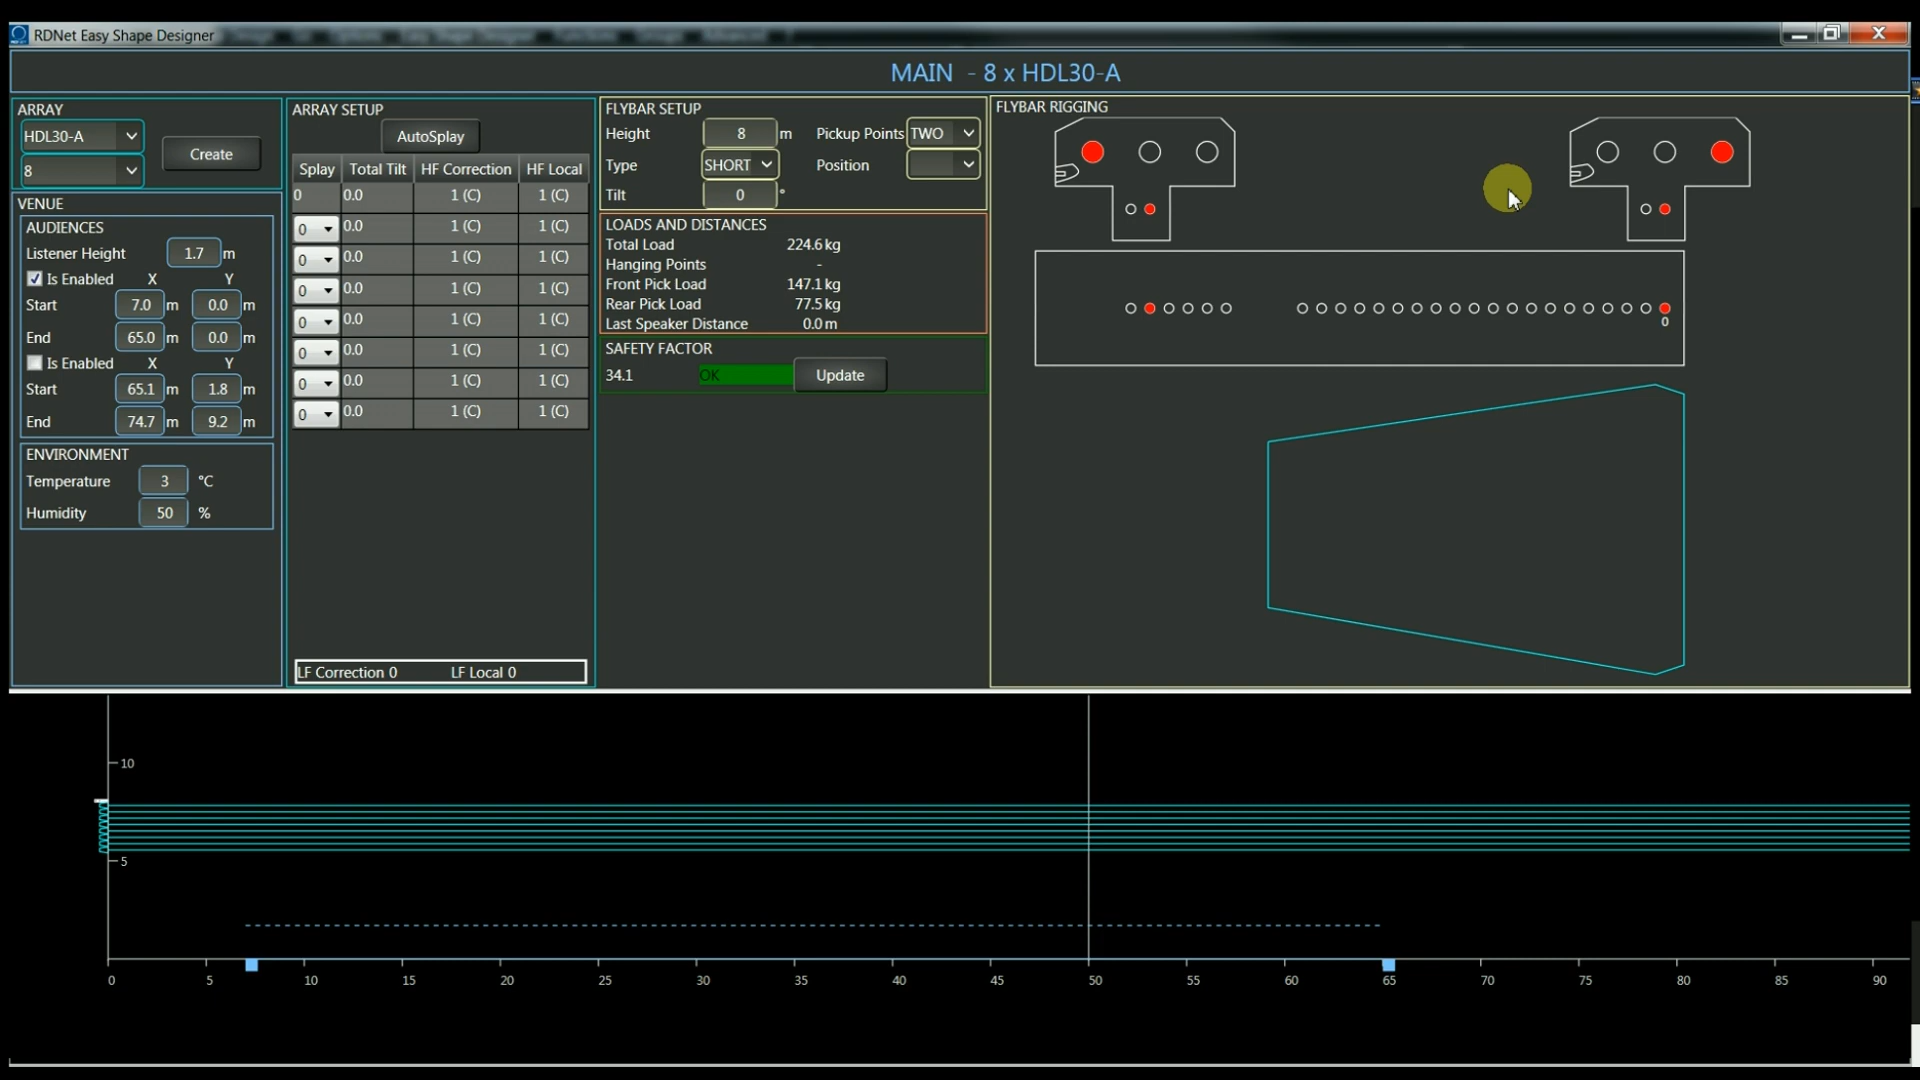 RDNet Easy Shape Designer
MAIN - 8 x HDL30-A
ARRAY
HDL30-A
8
Create
VENUE
AUDIENCES
Listener Height 1.7 m
Is Enabled X Y
Start 7.0 m 0.0 m
End 65.0 m 0.0 m
Is Enabled X Y
Start 65.1 m 1.8 m
End 74.7 m 9.2 m
ENVIRONMENT
Temperature 3 °C
Humidity 50 %
ARRAY SETUP
AutoSplay
Splay Total Tilt HF Correction HF Local
0 0.0 1 (C) 1 (C)
0 0.0 1 (C) 1 (C)
0 0.0 1 (C) 1 (C)
0 0.0 1 (C) 1 (C)
0 0.0 1 (C) 1 (C)
0 0.0 1 (C) 1 (C)
0 0.0 1 (C) 1 (C)
0 0.0 1 (C) 1 (C)
LF Correction 0 LF Local 0
FLYBAR SETUP
Height 8 m Pickup Points TWO
Type SHORT Position
Tilt 0 °
LOADS AND DISTANCES
Total Load 224.6 kg
Hanging Points -
Front Pick Load 147.1 kg
Rear Pick Load 77.5 kg
Last Speaker Distance 0.0 m
SAFETY FACTOR
34.1 OK Update
FLYBAR RIGGING
0
10
5
0 5 10 15 20 25 30 35 40 45 50 55 60 65 70 75 80 85 90